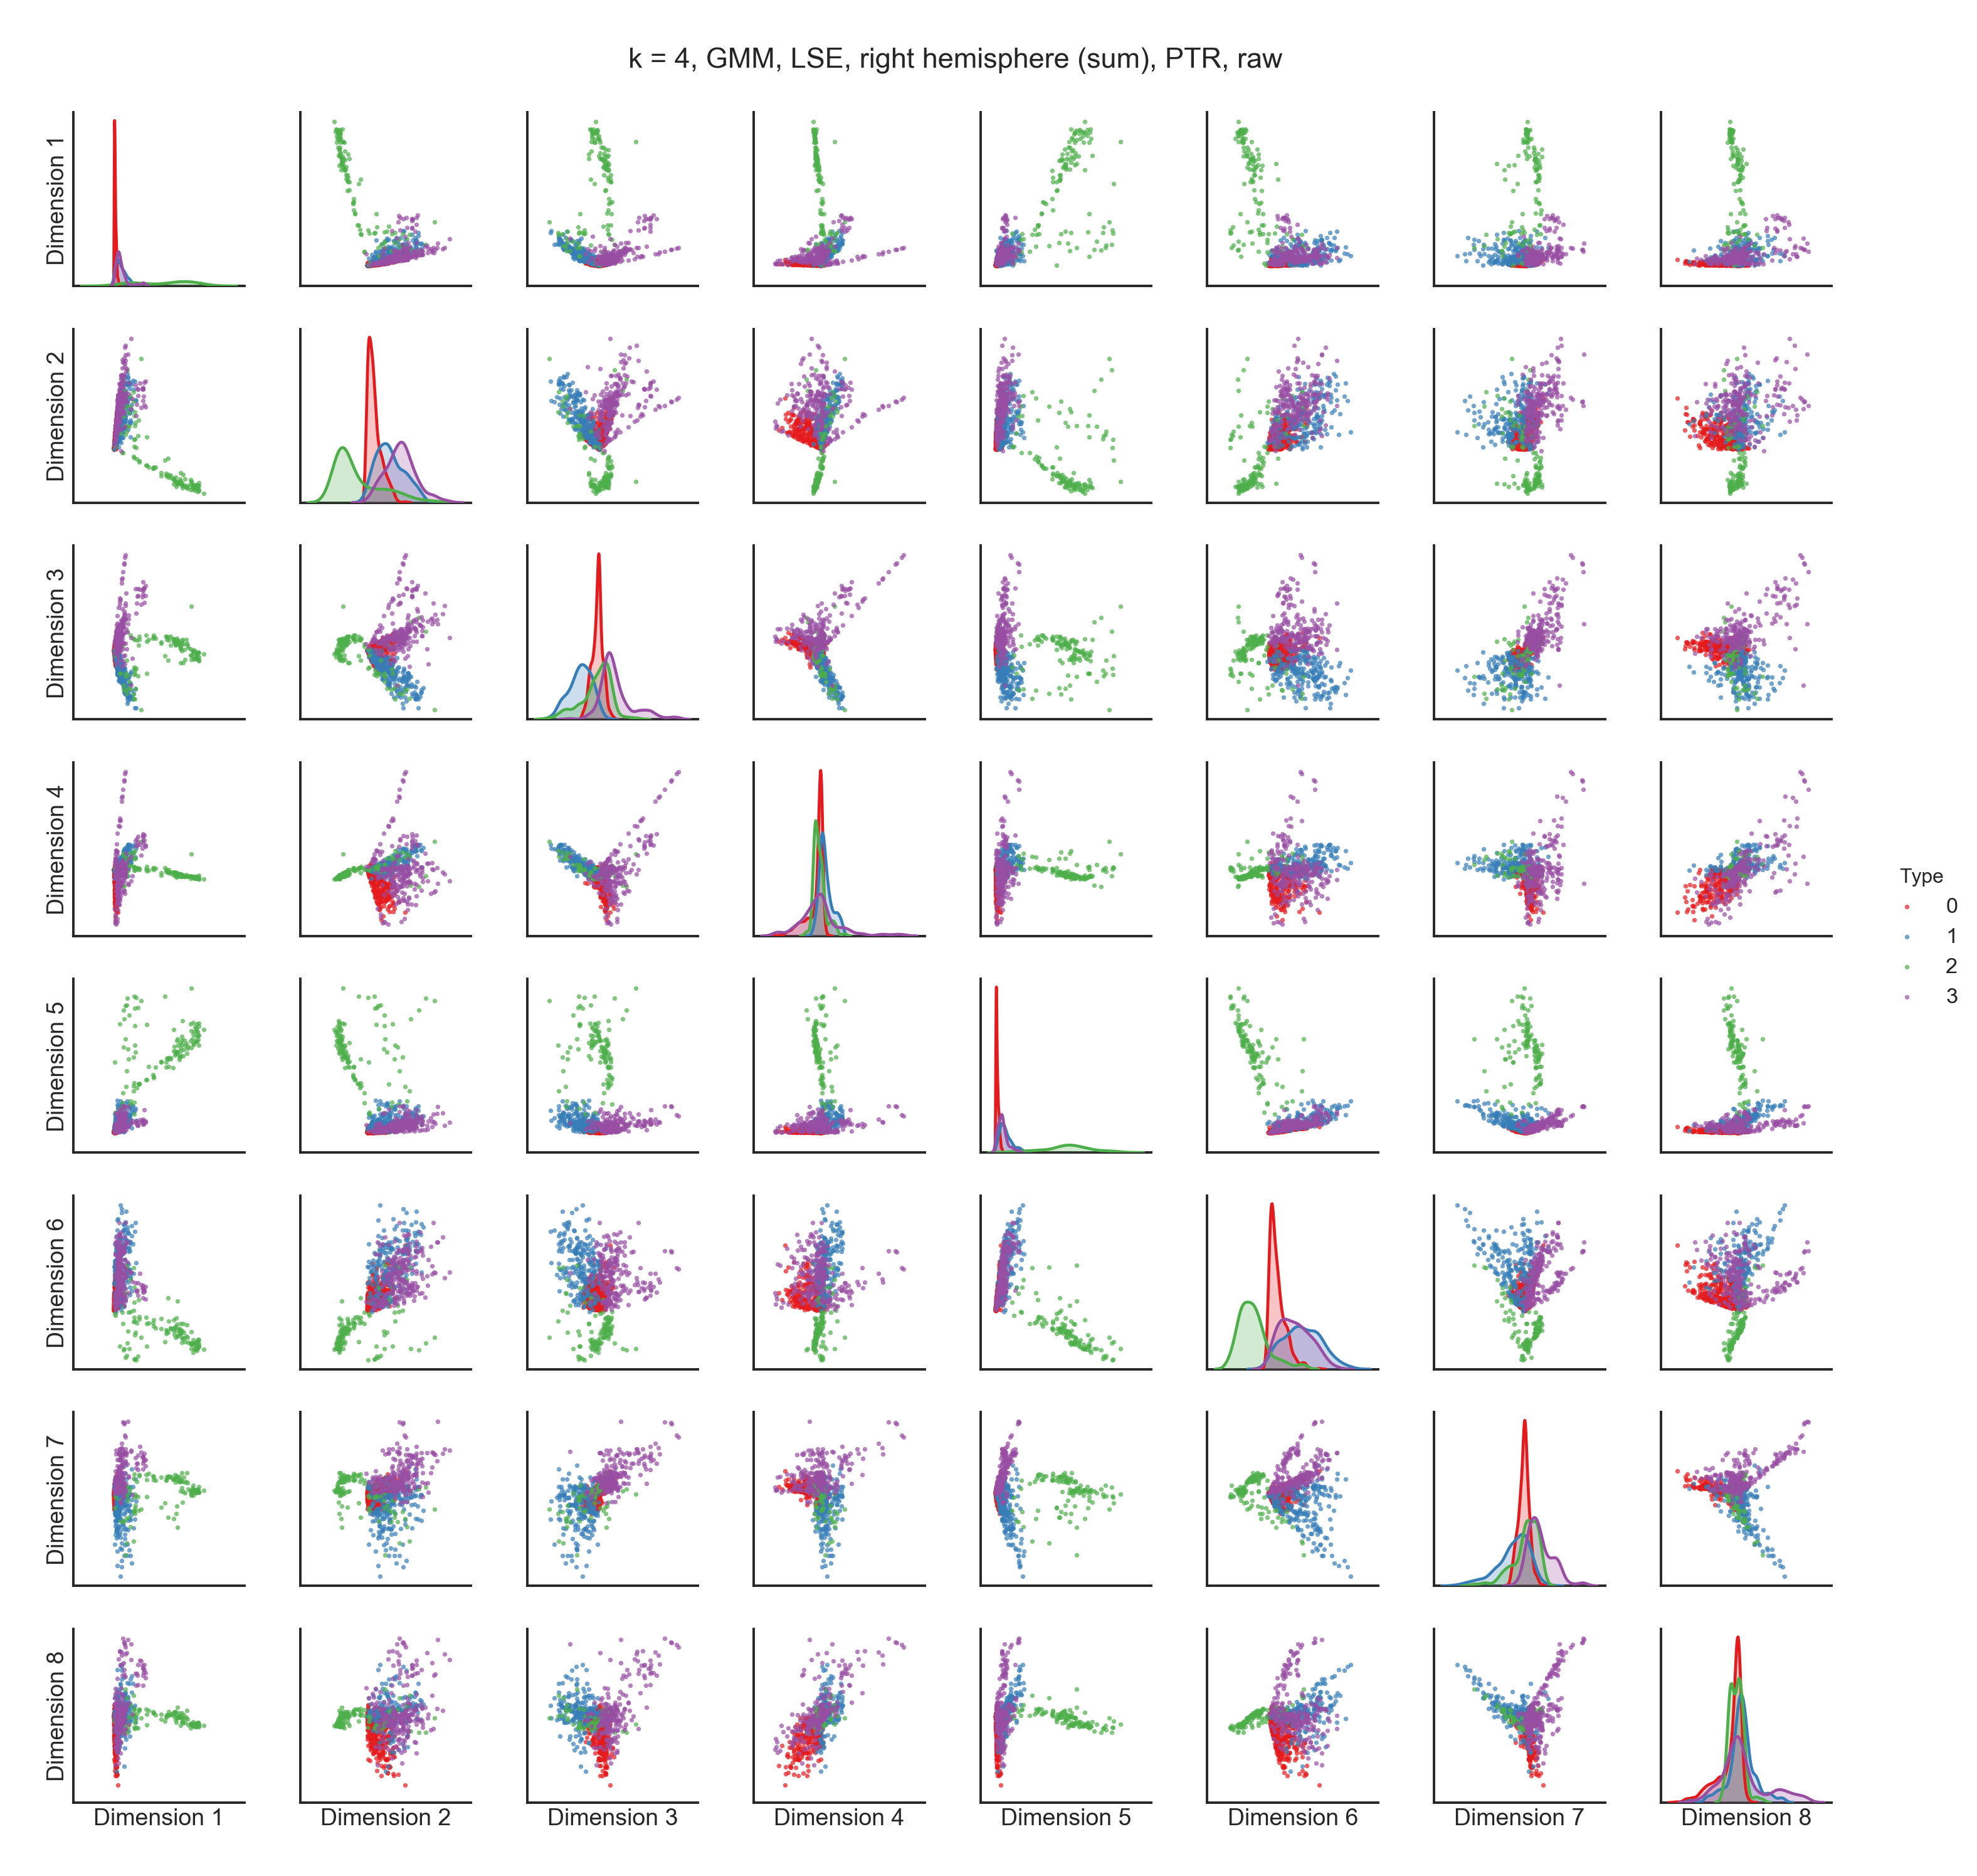 k = 4, GMM, LSE, right hemisphere (sum), PTR, raw
Dimension 1
Dimension 2
Dimension 3
Dimension 4
Dimension 5
Dimension 6
Dimension 7
Dimension 8
Type
0
1
2
3
Dimension 1
Dimension 2
Dimension 3
Dimension 4
Dimension 5
Dimension 6
Dimension 7
Dimension 8